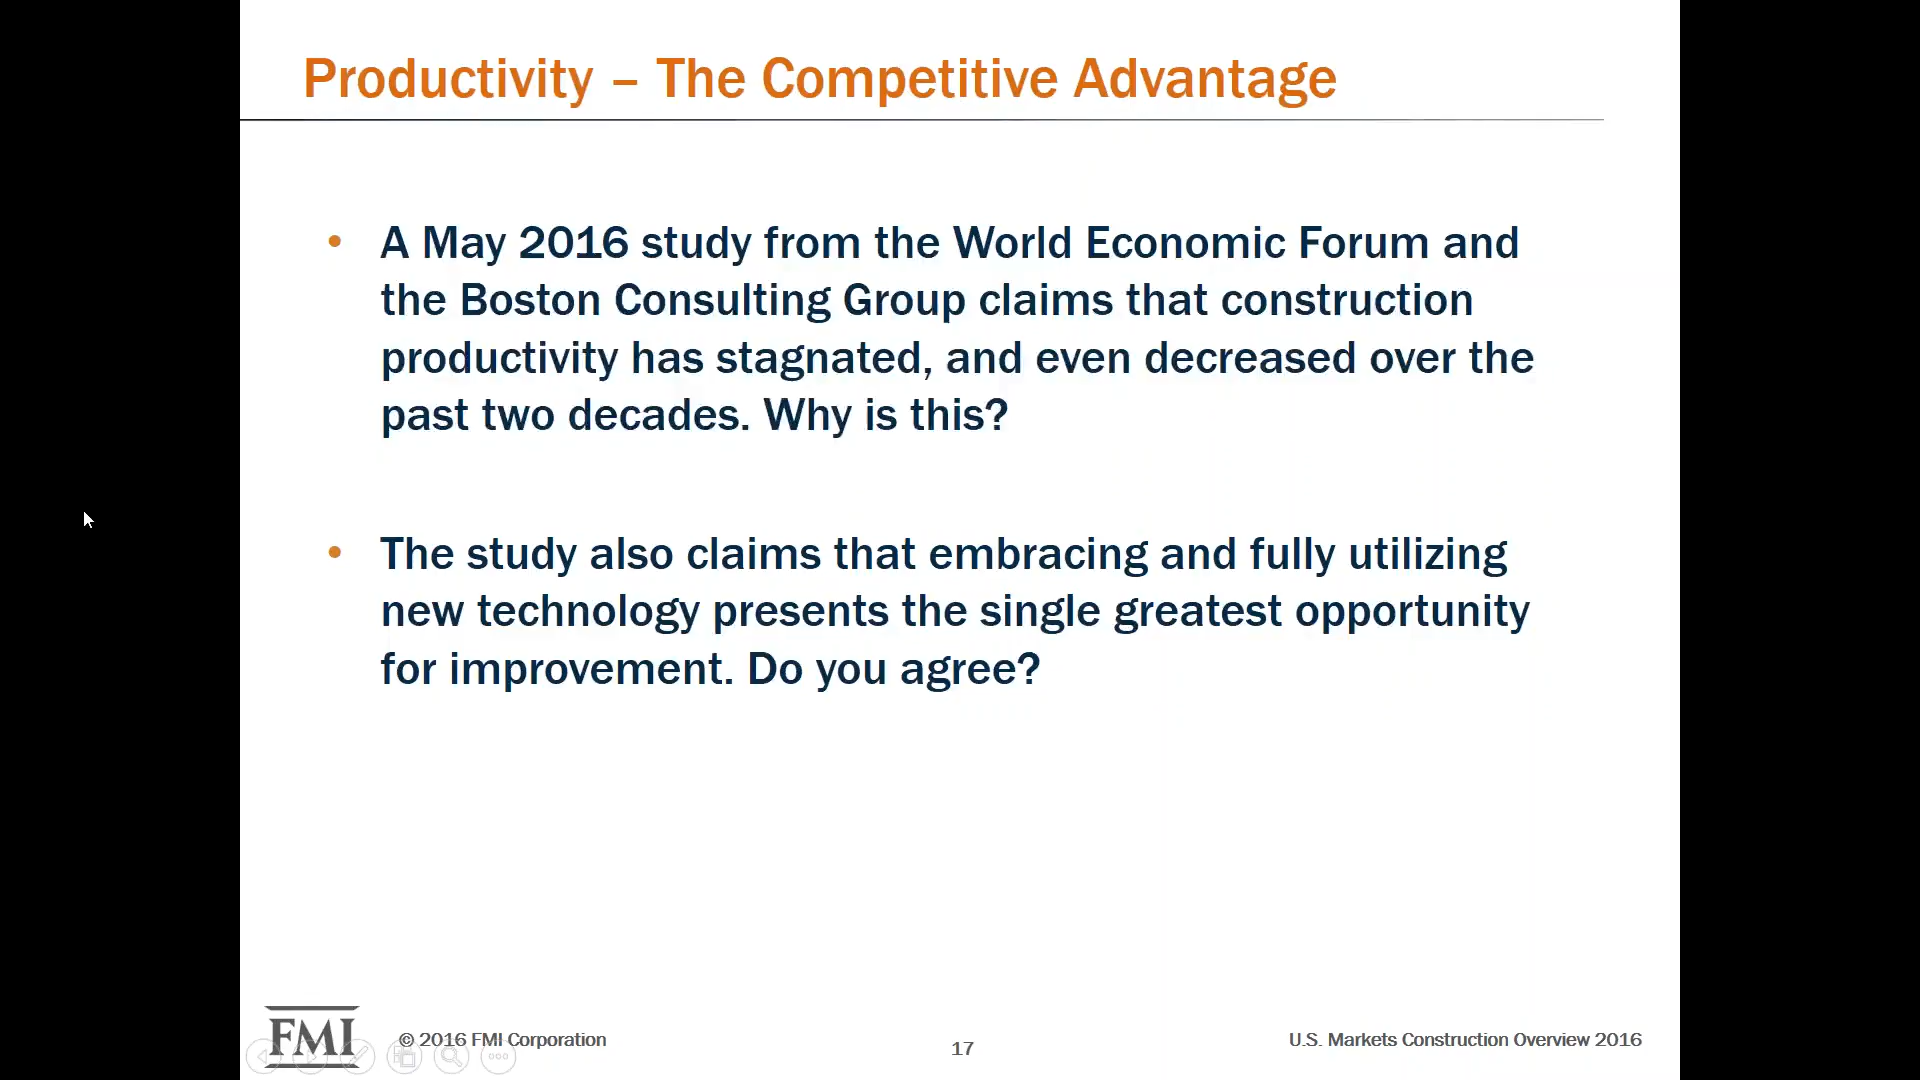 Productivity – The Competitive Advantage
• A May 2016 study from the World Economic Forum and
the Boston Consulting Group claims that construction
productivity has stagnated, and even decreased over the
past two decades. Why is this?
• The study also claims that embracing and fully utilizing
new technology presents the single greatest opportunity
for improvement. Do you agree?
FMI
© 2016 FMI Corporation
17
U.S. Markets Construction Overview 2016